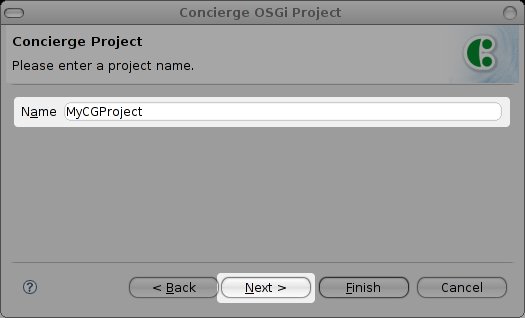 Concierge OSGi Project
Concierge Project
Please enter a project name.
Name MyCGProject
? < Back Next > Finish Cancel